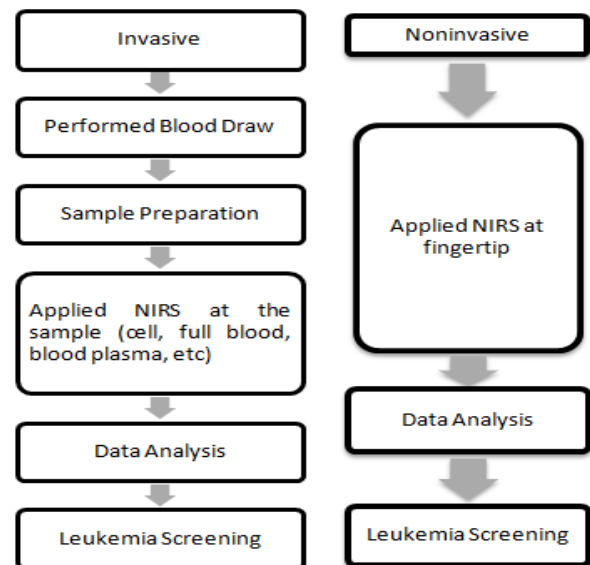 Invasive
Performed Blood Draw
Sample Preparation
Applied NIRS at the
sample (cell, full blood,
blood plasma, etc)
Data Analysis
Leukemia Screening
Noninvasive
Applied NIRS at
fingertip
Data Analysis
Leukemia Screening